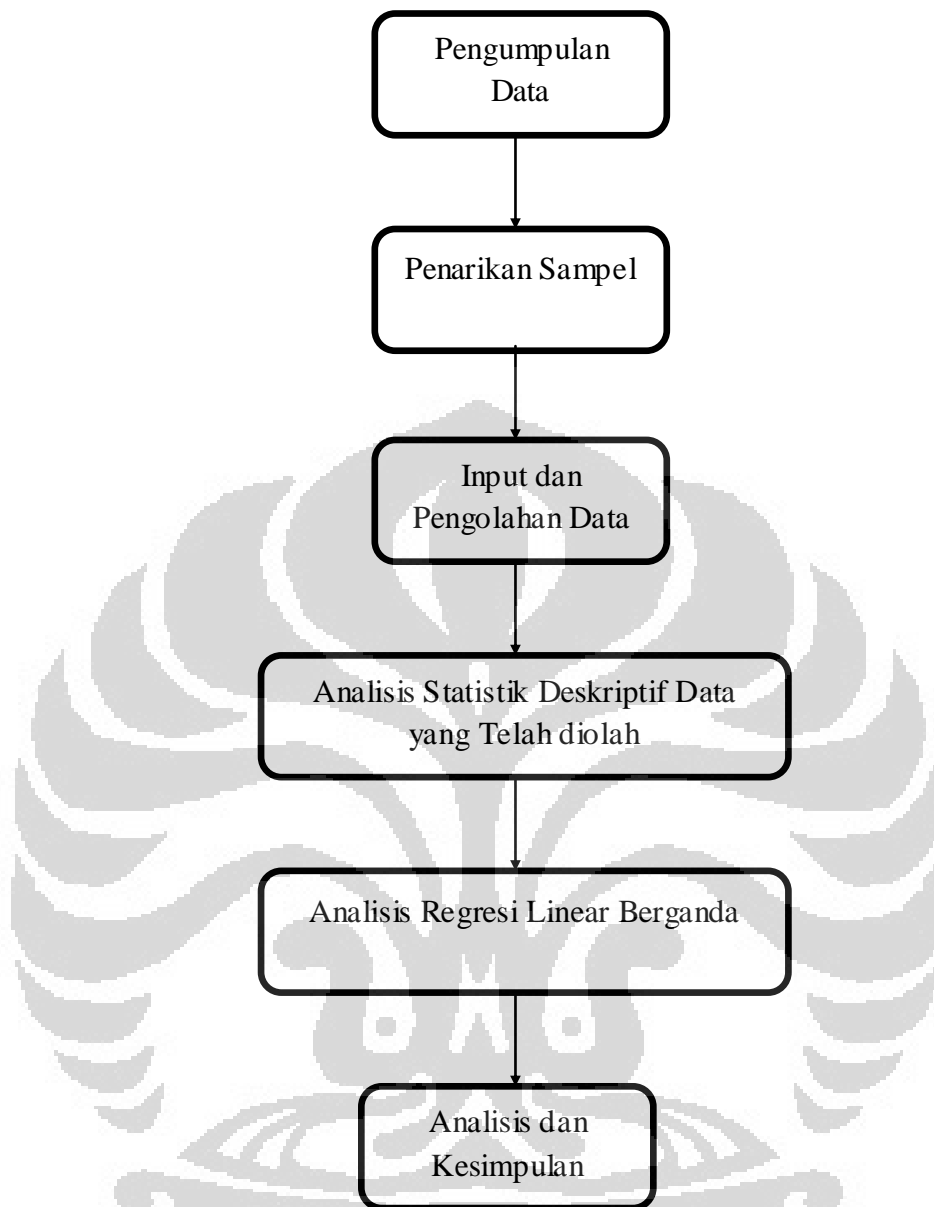 Pengumpulan
Data
Penarikan Sampel
Input dan
Pengolahan Data
Analisis Statistik Deskriptif Data
yang Telah diolah
Analisis Regresi Linear Berganda
Analisis dan
Kesimpulan